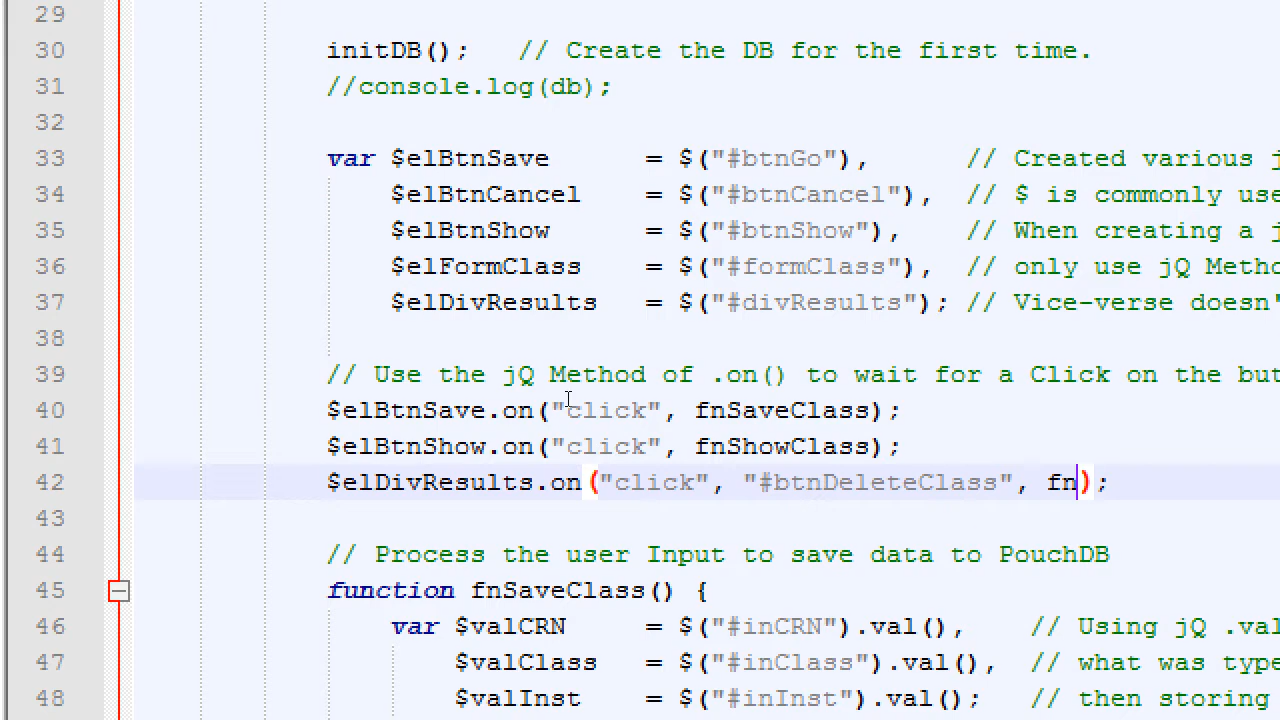 29
30 initDB(); // Create the DB for the first time.
31 //console.log(db);
32
33 var $elBtnSave = $("#btnGo"), // Created various j
34 $elBtnCancel = $("#btnCancel"), // $ is commonly use
35 $elBtnShow = $("#btnShow"), // When creating a j
36 $elFormClass = $("#formClass"), // only use jQ Metho
37 $elDivResults = $("#divResults"); // Vice-verse doesn'
38
39 // Use the jQ Method of .on() to wait for a Click on the but
40 $elBtnSave.on("click", fnSaveClass);
41 $elBtnShow.on("click", fnShowClass);
42 $elDivResults.on("click", "#btnDeleteClass", fn);
43
44 // Process the user Input to save data to PouchDB
45 function fnSaveClass() {
46 var $valCRN = $("#inCRN").val(), // Using jQ .val
47 $valClass = $("#inClass").val(), // what was type
48 $valInst = $("#inInst").val(); // then storing